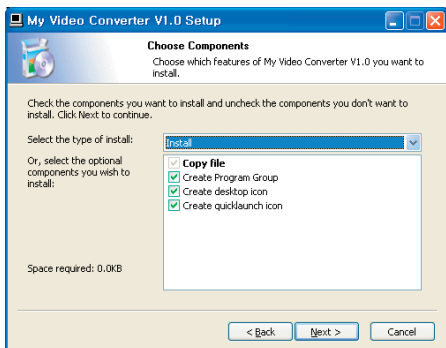 My Video Converter V1.0 Setup
Choose Components
Choose which features of My Video Converter V1.0 you want to
install.
Check the components you want to install and uncheck the components you don't want to
install. Click Next to continue.
Select the type of install:
Install
Or, select the optional
components you wish to
install:
Copy file
Create Program Group
Create desktop icon
Create quicklaunch icon
Space required: 0.0KB
< Back
Next >
Cancel